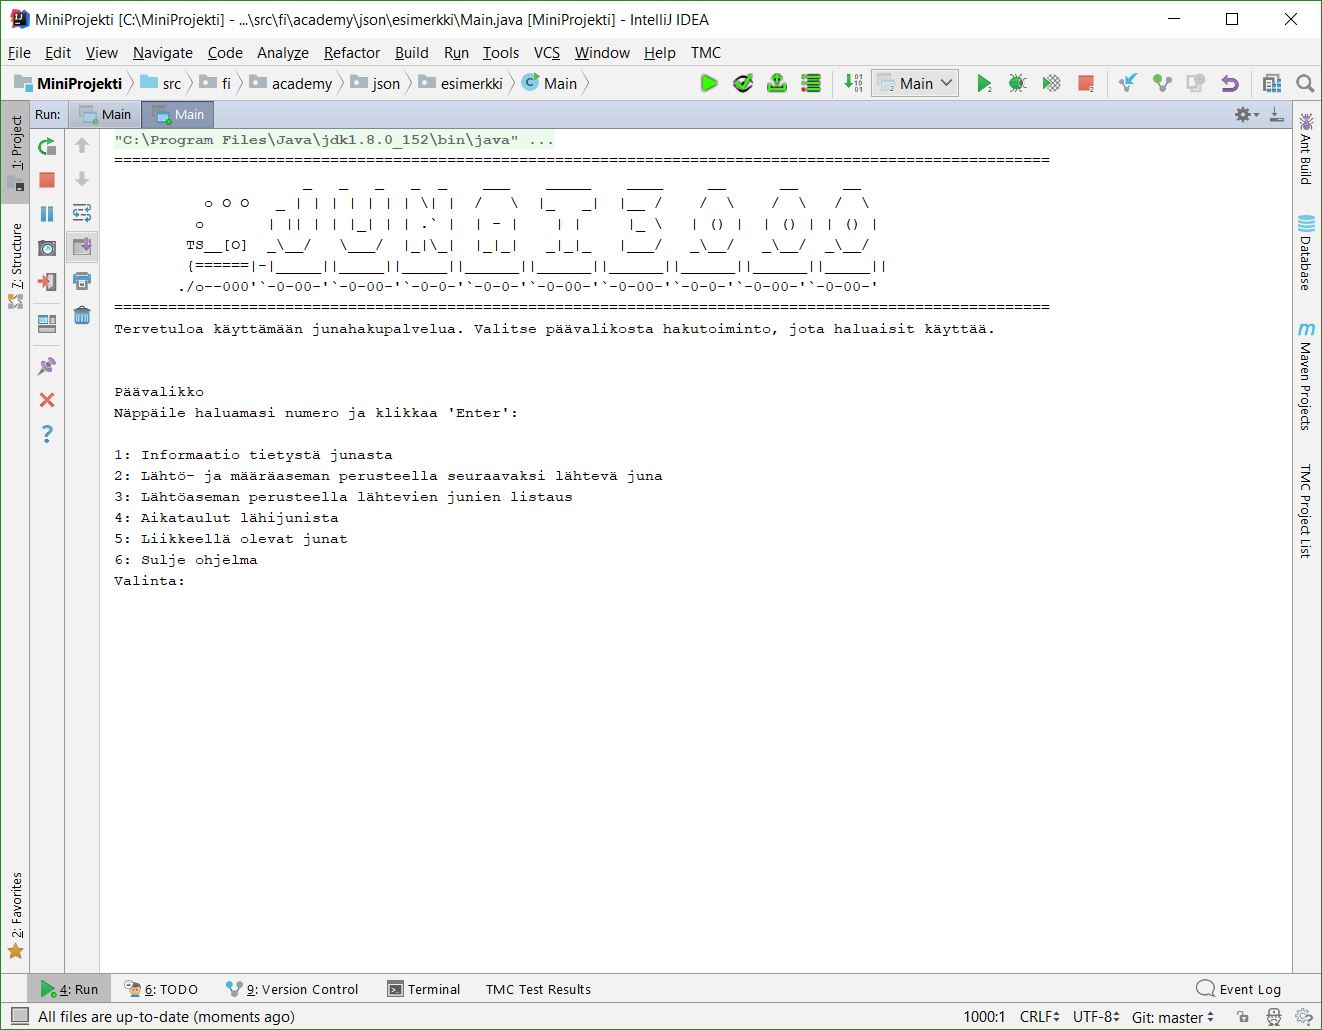 MiniProjekti [C:\MiniProjekti] - ...\src\fi\academy\json\esimerkki\Main.java [MiniProjekti] - IntelliJ IDEA
File Edit View Navigate Code Analyze Refactor Build Run Tools VCS Window Help TMC
MiniProjekti src fi academy json esimerkki Main Main
Run: Main Main
1: Project
7: Structure
2: Favorites
"C:\Program Files\Java\jdk1.8.0_152\bin\java" ...
JUNAT 3000
TS
Tervetuloa käyttämään junahakupalvelua. Valitse päävalikosta hakutoiminto, jota haluaisit käyttää.
Päävalikko
Näppäile haluamasi numero ja klikkaa 'Enter':
1: Informaatio tietystä junasta
2: Lähtö- ja määräaseman perusteella seuraavaksi lähtevä juna
3: Lähtöaseman perusteella lähtevien junien listaus
4: Aikataulut lähijunista
5: Liikkeellä olevat junat
6: Sulje ohjelma
Valinta:
Ant Build
Database
m Maven Projects
TMC Project List
4: Run 6: TODO 9: Version Control Terminal TMC Test Results Event Log
All files are up-to-date (moments ago) 1000:1 CRLF UTF-8 Git: master